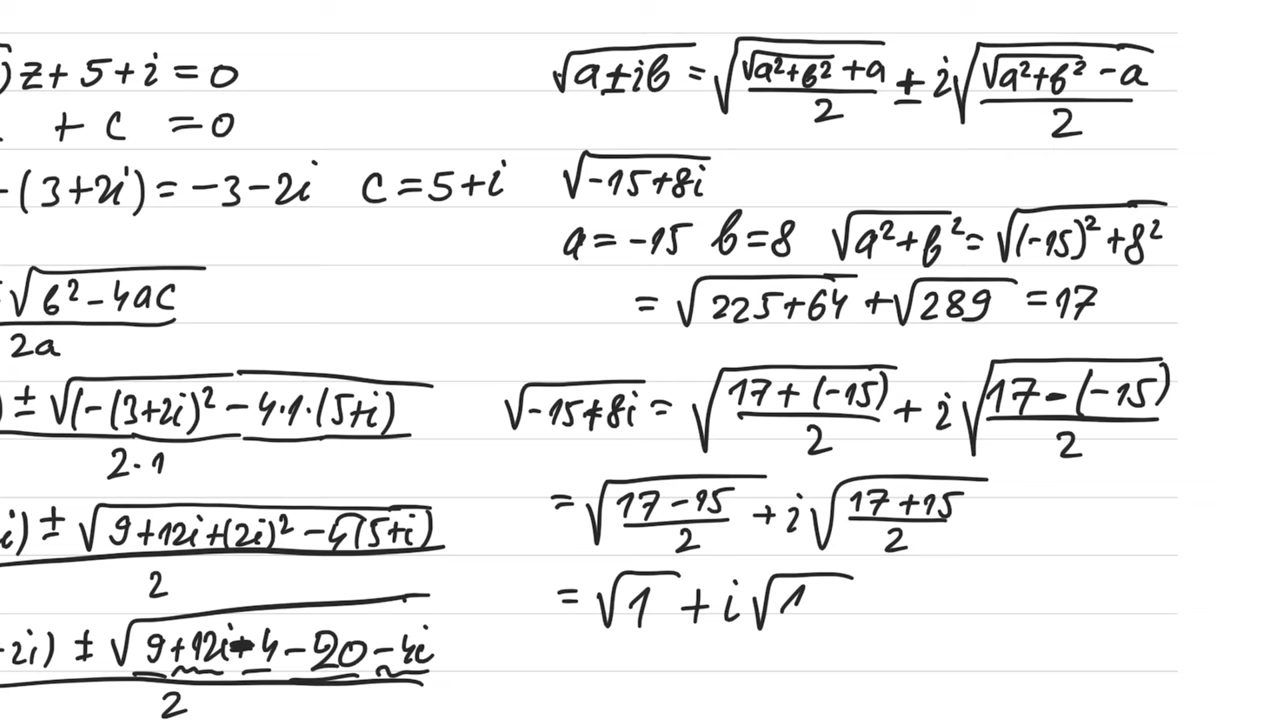 )z + 5 + i = 0
+ c = 0
-(3+2i) = -3-2i c = 5+i
√(b² - 4ac)
2a
± √((-(3+2i)² - 4·1·(5+i)
2·1
i) ± √(9+12i+(2i)² - 4(5+i))
2
2i) ± √(9+12i-4-20-4i)
2
√(a±ib) = √((√(a²+b²)+a)/2) ± i√((√(a²+b²)-a)/2)
√(-15+8i)
a = -15 b = 8 √(a²+b²) = √((-15)²+8²)
= √(225+64) + √289 = 17
√(-15+8i) = √((17+(-15))/2) + i√((17-(-15))/2)
= √((17-15)/2) + i√((17+15)/2)
= √1 + i√1